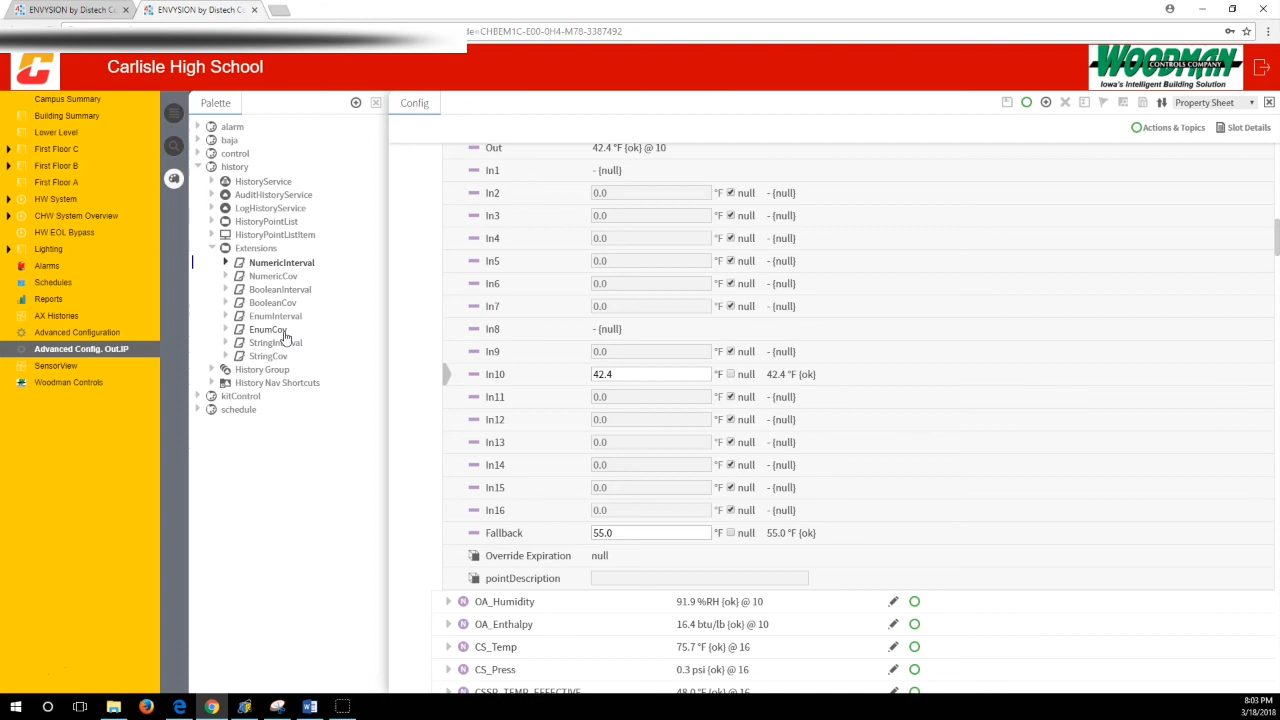 ENVYSION by Distech Co
ENVYSION by Distech Co
de=CHBEM1C-E00-0H4-M78-3387492
Carlisle High School
WOODMAN
CONTROLS COMPANY
Iowa's Intelligent Building Solution
Campus Summary
Building Summary
Lower Level
First Floor C
First Floor B
First Floor A
HW System
CHW System Overview
HW EOL Bypass
Lighting
Alarms
Schedules
Reports
AX Histories
Advanced Configuration
Advanced Config. Out.IP
SensorView
Woodman Controls
Palette
alarm
baja
control
history
HistoryService
AuditHistoryService
LogHistoryService
HistoryPointList
HistoryPointListItem
Extensions
NumericInterval
NumericCov
BooleanInterval
BooleanCov
EnumInterval
EnumCov
StringInterval
StringCov
History Group
History Nav Shortcuts
kitControl
schedule
Config
Property Sheet
Actions & Topics
Slot Details
Out 42.4 °F {ok} @ 10
In1 - {null}
In2 0.0 °F null - {null}
In3 0.0 °F null - {null}
In4 0.0 °F null - {null}
In5 0.0 °F null - {null}
In6 0.0 °F null - {null}
In7 0.0 °F null - {null}
In8 - {null}
In9 0.0 °F null - {null}
In10 42.4 °F null 42.4 °F {ok}
In11 0.0 °F null - {null}
In12 0.0 °F null - {null}
In13 0.0 °F null - {null}
In14 0.0 °F null - {null}
In15 0.0 °F null - {null}
In16 0.0 °F null - {null}
Fallback 55.0 °F null 55.0 °F {ok}
Override Expiration null
pointDescription
N OA_Humidity 91.9 %RH {ok} @ 10
N OA_Enthalpy 16.4 btu/lb {ok} @ 10
N CS_Temp 75.7 °F {ok} @ 16
N CS_Press 0.3 psi {ok} @ 16
CSSP_TEMP_EFFECTIVE 48.0 °F {ok} @ 16
8:03 PM
3/18/2018